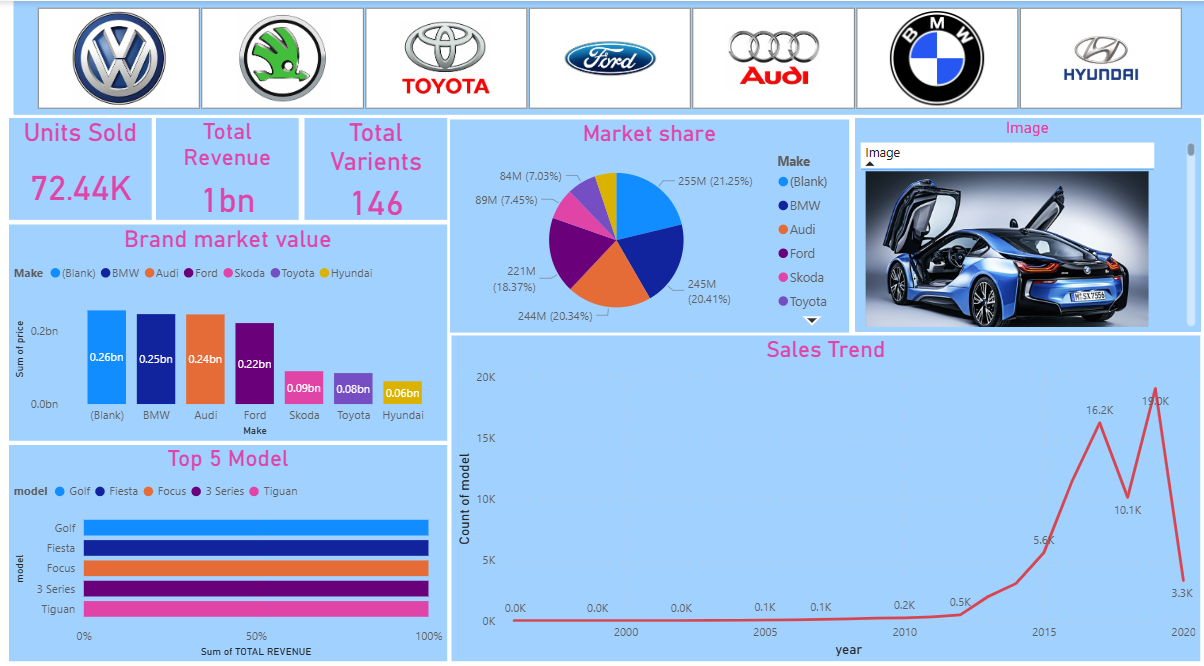 TOYOTA
Ford
Audi
BMW
HYUNDAI
Units Sold
72.44K
Total
Revenue
1bn
Total
Varients
146
Market share
84M (7.03%)
89M (7.45%)
221M
(18.37%)
244M (20.34%)
255M (21.25%)
245M
(20.41%)
Make
(Blank)
BMW
Audi
Ford
Skoda
Toyota
Image
Image
M SX7556
Brand market value
Make (Blank) BMW Audi Ford Skoda Toyota Hyundai
Sum of price
0.2bn
0.0bn
0.26bn 0.25bn 0.24bn 0.22bn 0.09bn 0.08bn 0.06bn
(Blank) BMW Audi Ford Skoda Toyota Hyundai
Make
Top 5 Model
model Golf Fiesta Focus 3 Series Tiguan
model
Golf
Fiesta
Focus
3 Series
Tiguan
0% 50% 100%
Sum of TOTAL REVENUE
Sales Trend
Count of model
20K
15K
10K
5K
0K
0.0K 0.0K 0.0K 0.1K 0.1K 0.2K 0.5K 5.6K 16.2K 10.1K 19.0K 3.3K
2000 2005 2010 2015 2020
year